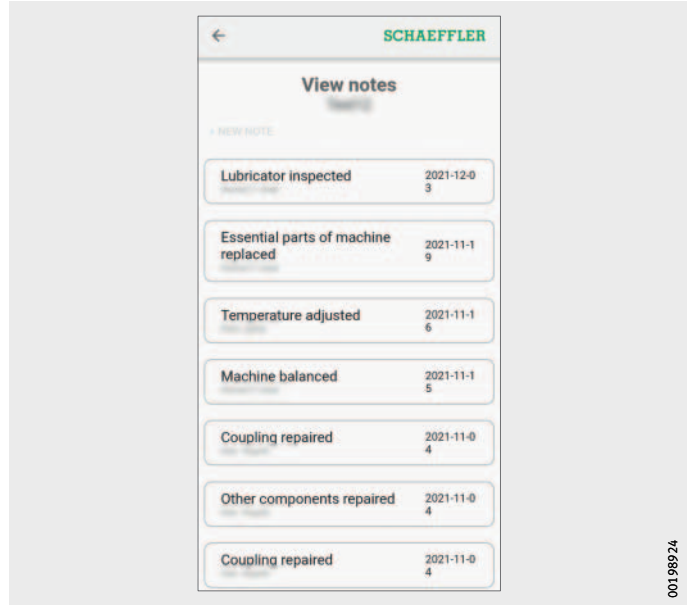 ←
SCHAEFFLER
View notes
+ NEW NOTE
Lubricator inspected
2021-12-0
3
Essential parts of machine
replaced
2021-11-1
9
Temperature adjusted
2021-11-1
6
Machine balanced
2021-11-1
5
Coupling repaired
2021-11-0
4
Other components repaired
2021-11-0
4
Coupling repaired
2021-11-0
4
00198924